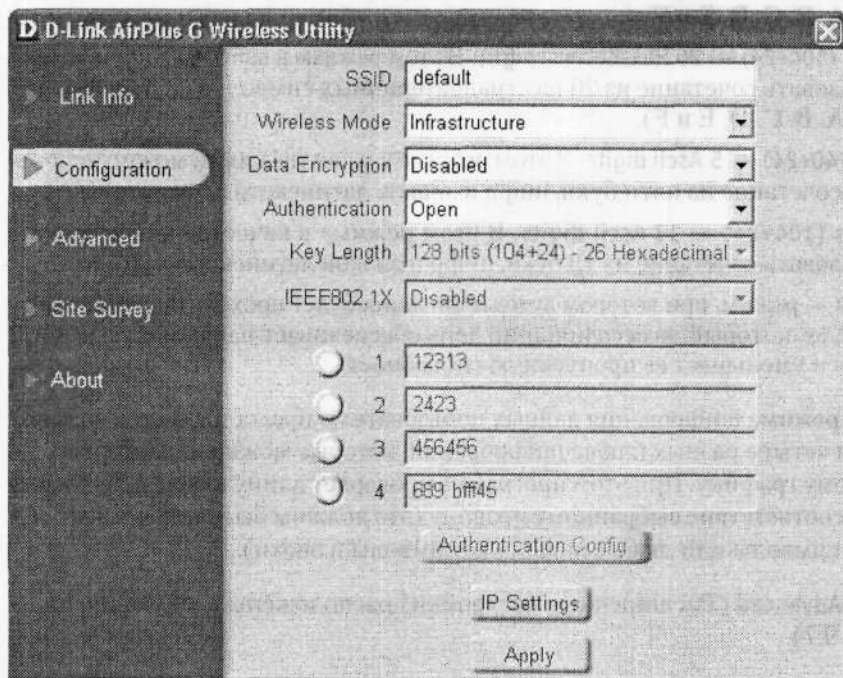 D D-Link AirPlus G Wireless Utility
Link Info
Configuration
Advanced
Site Survey
About
SSID default
Wireless Mode Infrastructure
Data Encryption Disabled
Authentication Open
Key Length 128 bits (104+24) - 26 Hexadecimal
IEEE802.1X Disabled
1 12313
2 2423
3 456456
4 689
Authentication Config
IP Settings
Apply